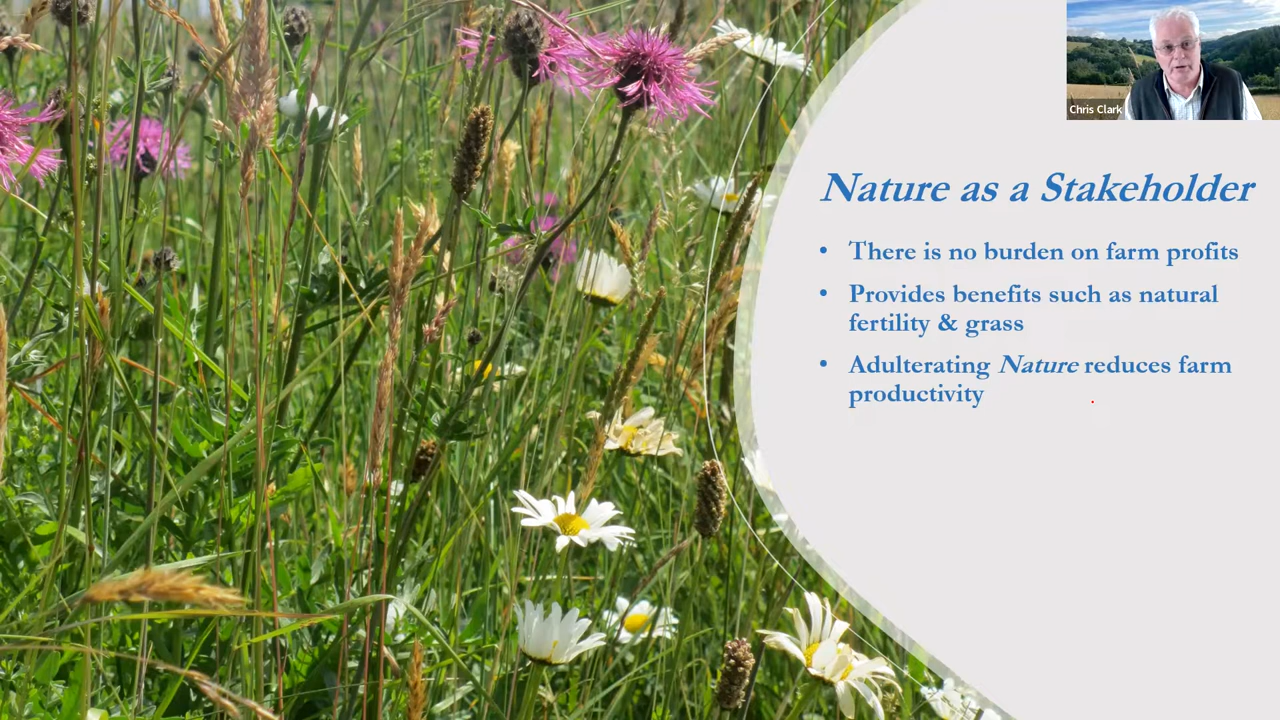 Chris Clark
Nature as a Stakeholder
• There is no burden on farm profits
• Provides benefits such as natural
fertility & grass
• Adulterating Nature reduces farm
productivity